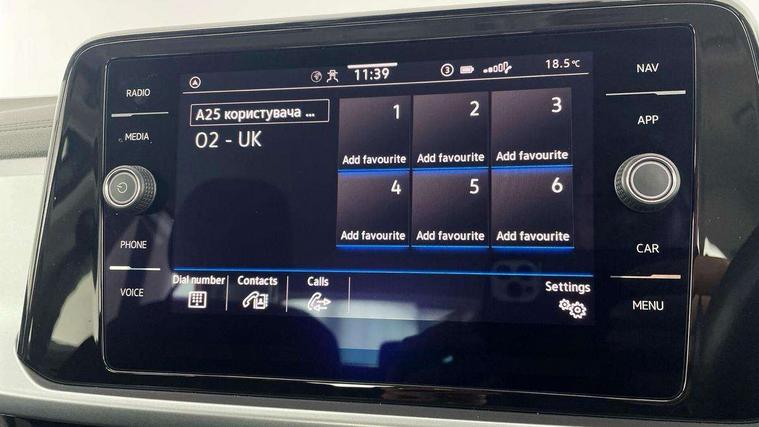 RADIO
MEDIA
PHONE
VOICE
NAV
APP
CAR
MENU
11:39
3
18.5°C
A25 користувача ...
O2 - UK
1
Add favourite
2
Add favourite
3
Add favourite
4
Add favourite
5
Add favourite
6
Add favourite
Dial number
Contacts
Calls
Settings